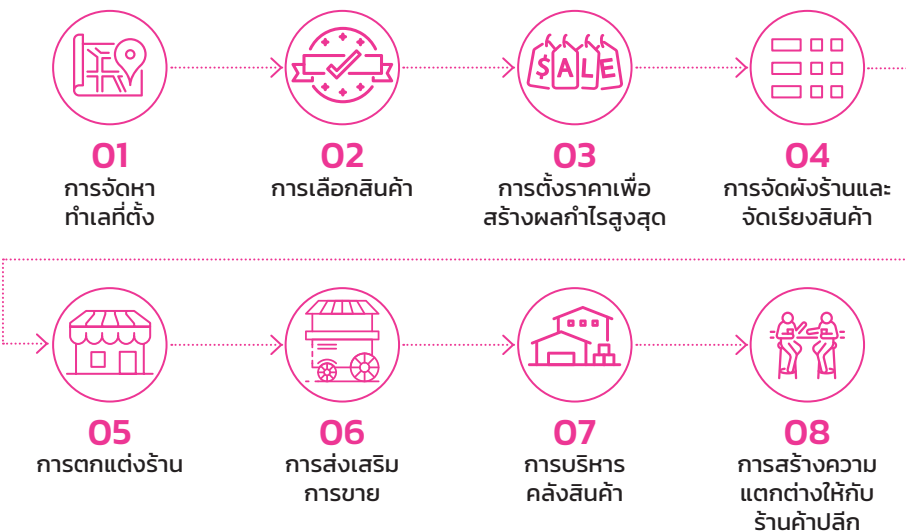 SALE
01
การจัดหา
ทำเลที่ตั้ง
02
การเลือกสินค้า
03
การตั้งราคาเพื่อ
สร้างผลกำไรสูงสุด
04
การจัดผังร้านและ
จัดเรียงสินค้า
05
การตกแต่งร้าน
06
การส่งเสริม
การขาย
07
การบริหาร
คลังสินค้า
08
การสร้างความ
แตกต่างให้กับ
ร้านค้าปลีก